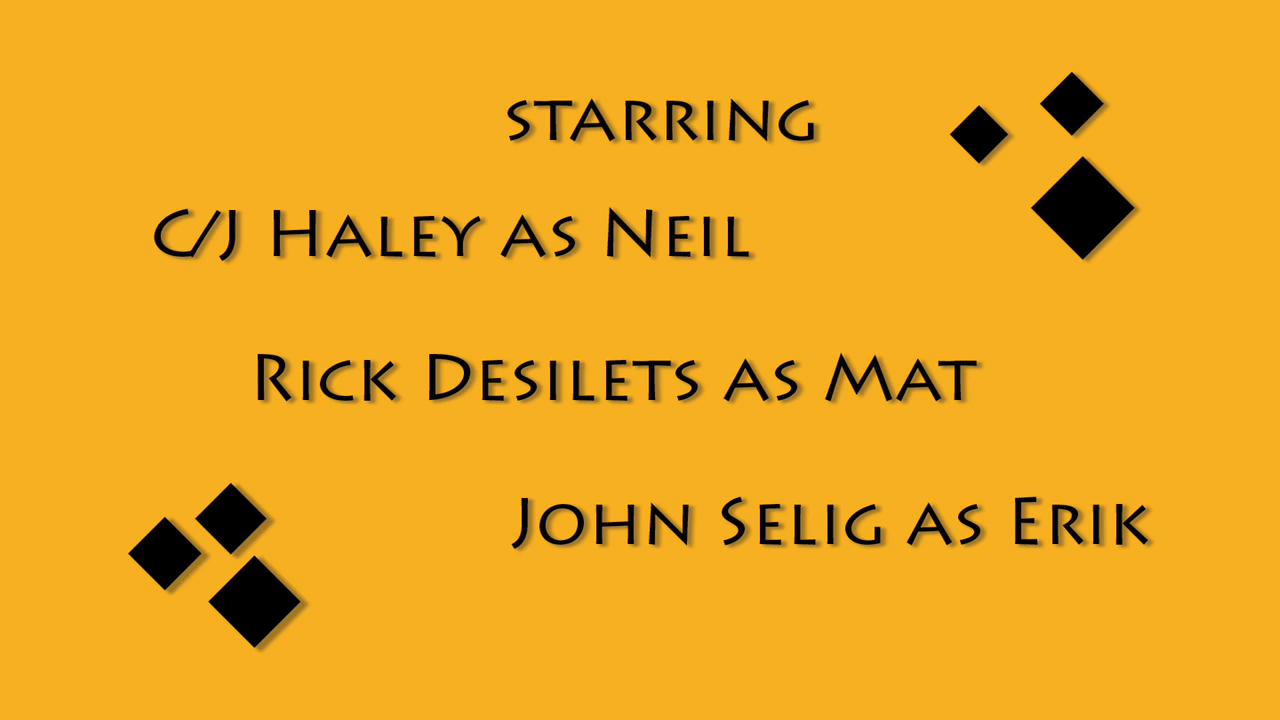 STARRING
C/J HALEY AS NEIL
RICK DESILETS AS MAT
JOHN SELIG AS ERIK